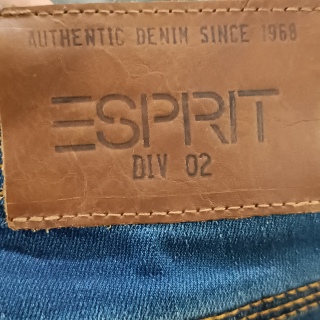 AUTHENTIC DENIM SINCE 1968
ESPRIT
DIV 02